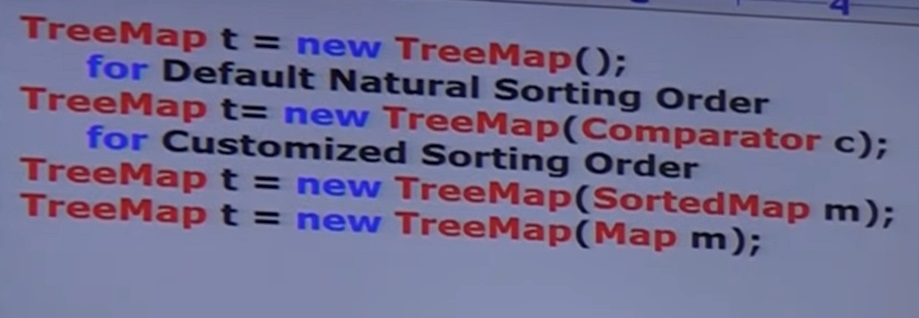 4
TreeMap t = new TreeMap();
for Default Natural Sorting Order
TreeMap t= new TreeMap(Comparator c);
for Customized Sorting Order
TreeMap t = new TreeMap(SortedMap m);
TreeMap t = new TreeMap(Map m);